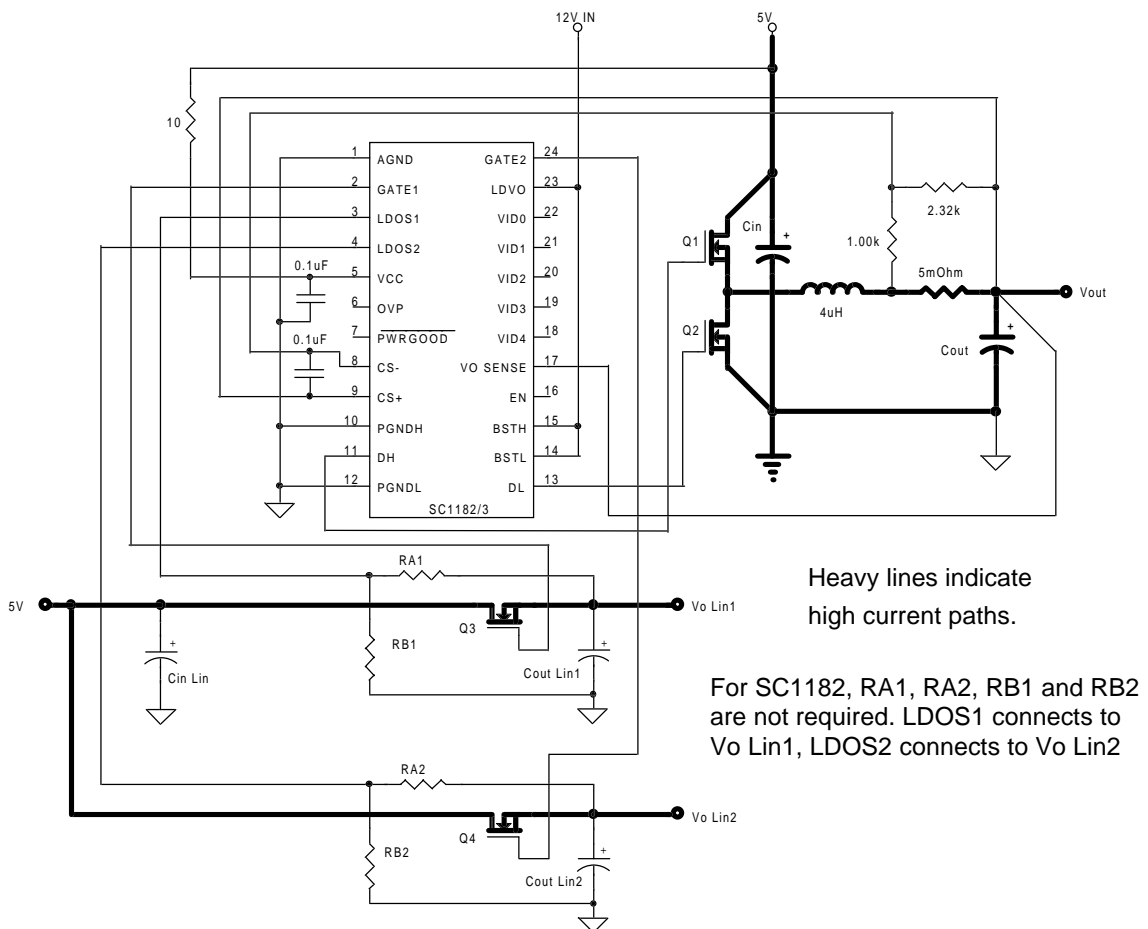 12V IN
5V
10
1 AGND GATE2 24
2 GATE1 LDVO 23
3 LDOS1 VID0 22
4 LDOS2 VID1 21
5 VCC VID2 20
6 OVP VID3 19
7 PWRGOOD VID4 18
8 CS- VO SENSE 17
9 CS+ EN 16
10 PGNDH BSTH 15
11 DH BSTL 14
12 PGNDL DL 13
SC1182/3
0.1uF
0.1uF
Q1
Q2
Cin
+
2.32k
1.00k
5mOhm
4uH
Vout
+
Cout
RA1
5V
Vo Lin1
Q3
RB1
+
Cin Lin
+
Cout Lin1
Heavy lines indicate
high current paths.
For SC1182, RA1, RA2, RB1 and RB2
are not required. LDOS1 connects to
Vo Lin1, LDOS2 connects to Vo Lin2
RA2
Vo Lin2
Q4
RB2
+
Cout Lin2